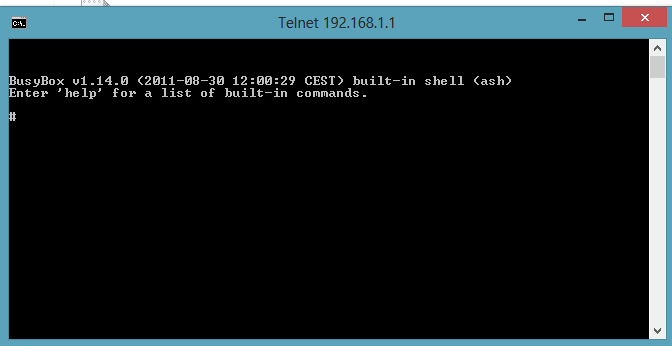 Telnet 192.168.1.1
C:\.
BusyBox v1.14.0 (2011-08-30 12:00:29 CEST) built-in shell (ash)
Enter 'help' for a list of built-in commands.
#